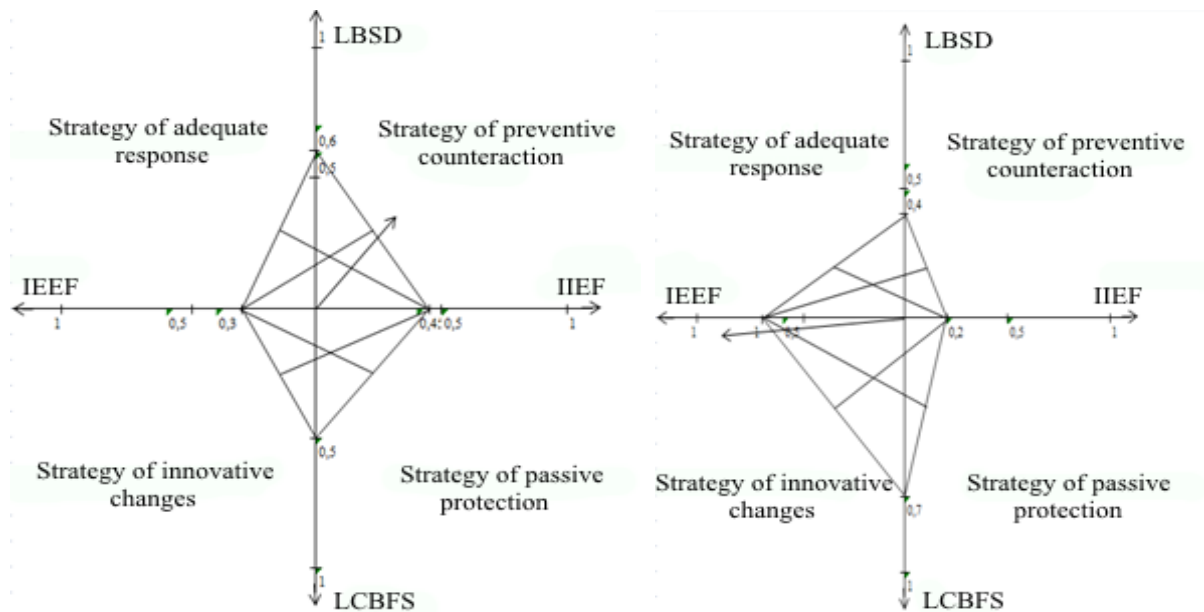 1
LBSD
Strategy of adequate
response
0,6
Strategy of preventive
counteraction
0,5
IEEF
IIEF
1
0,5
0,3
0,5
1
0,5
Strategy of innovative
changes
Strategy of passive
protection
1
LCBFS
1
LBSD
Strategy of adequate
response
0,5
Strategy of preventive
counteraction
0,4
IEEF
IIEF
1
1
0,5
0,2
0,5
1
Strategy of innovative
changes
0,7
Strategy of passive
protection
1
LCBFS